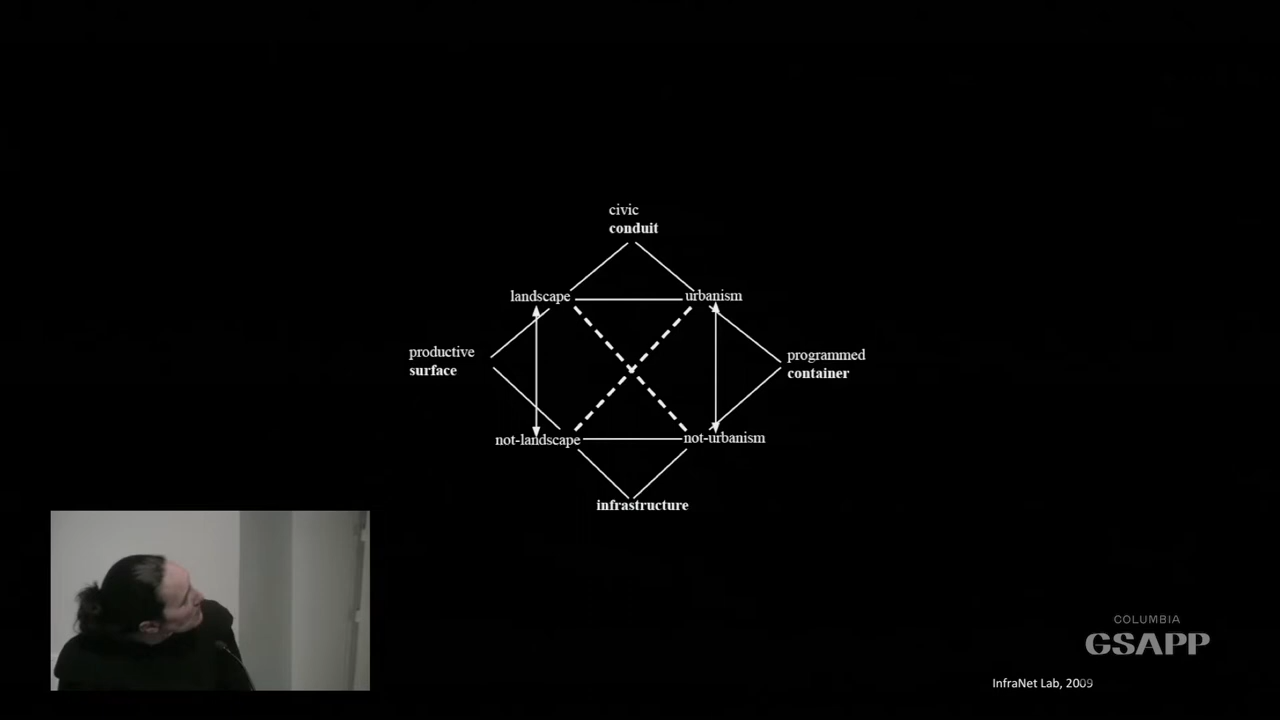 civic
conduit
landscape
urbanism
productive
surface
programmed
container
not-landscape
not-urbanism
infrastructure
COLUMBIA
GSAPP
InfraNet Lab, 2009